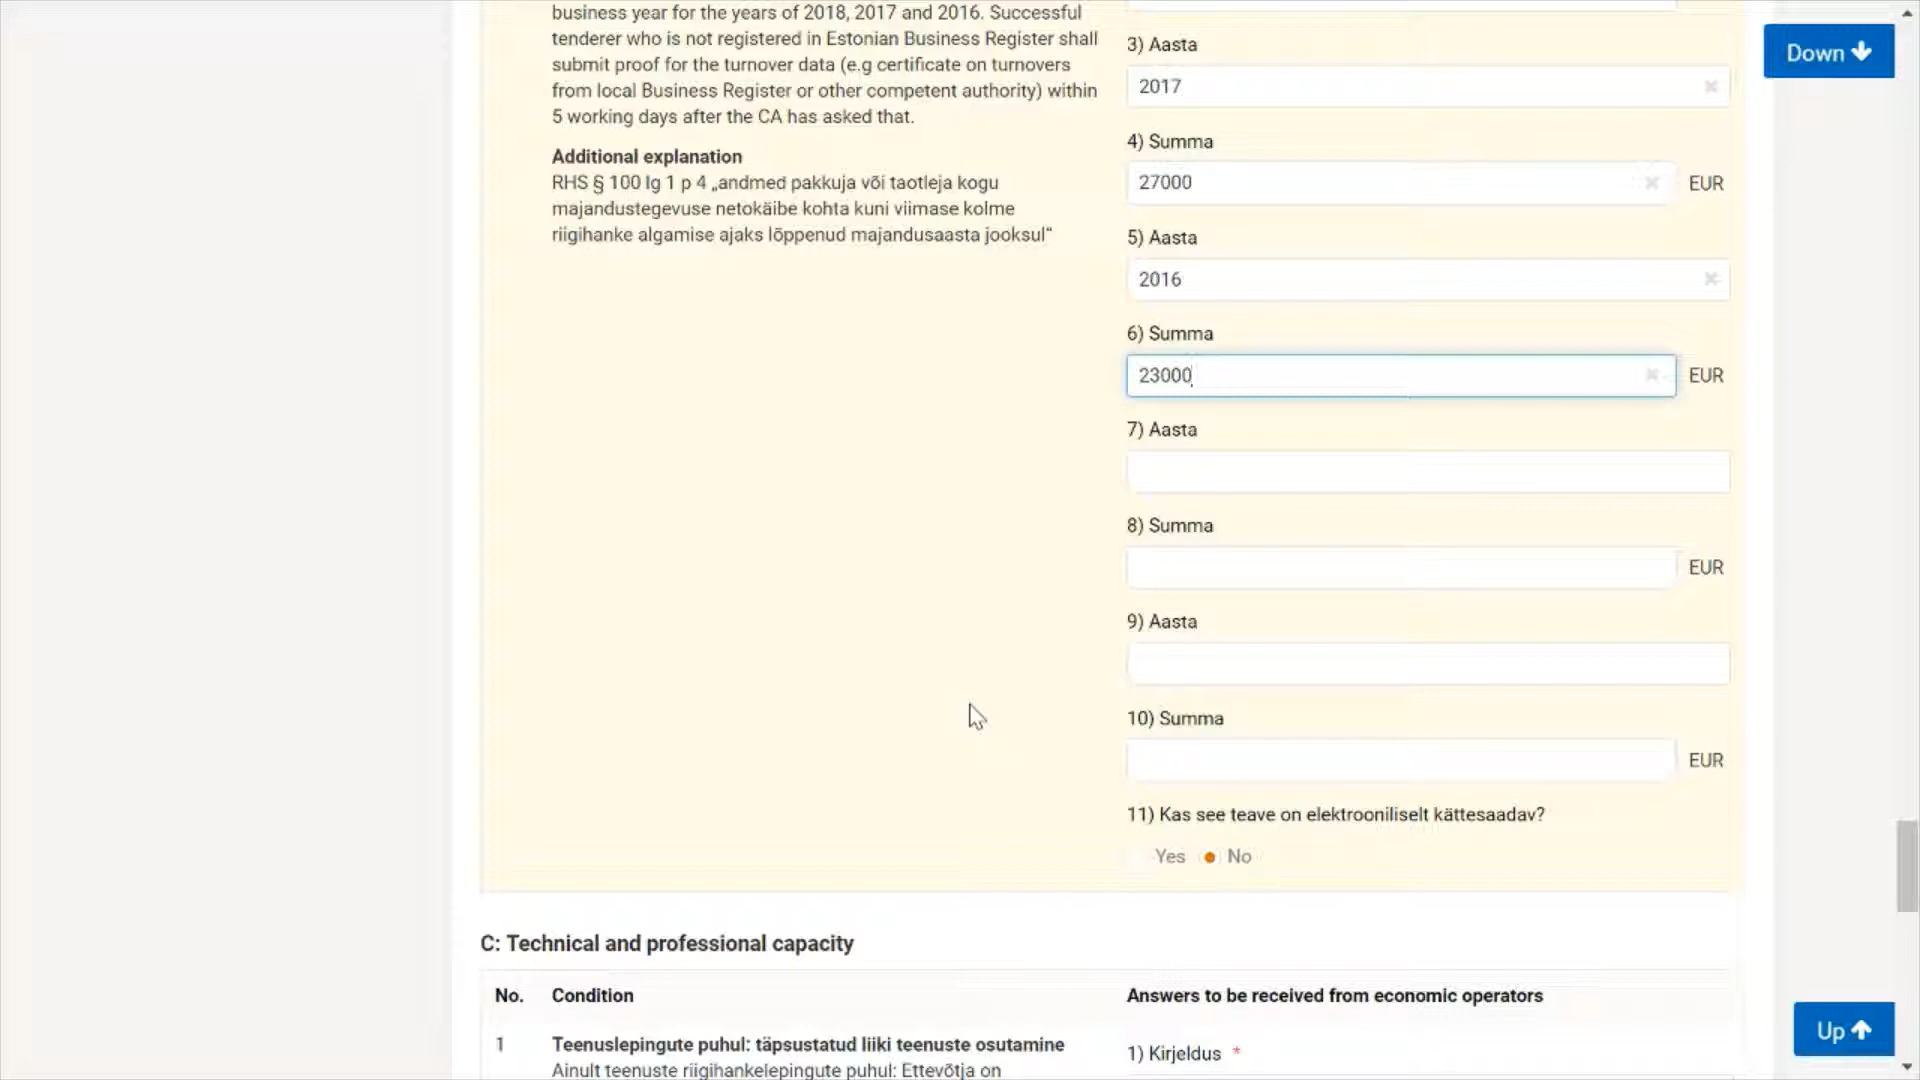 business year for the years of 2018, 2017 and 2016. Successful
tenderer who is not registered in Estonian Business Register shall
submit proof for the turnover data (e.g certificate on turnovers
from local Business Register or other competent authority) within
5 working days after the CA has asked that.
Additional explanation
RHS § 100 lg 1 p 4 „andmed pakkuja või taotleja kogu
majandustegevuse netokäibe kohta kuni viimase kolme
riigihanke algamise ajaks lõppenud majandusaasta jooksul“
3) Aasta
2017
4) Summa
27000
EUR
5) Aasta
2016
6) Summa
23000
EUR
7) Aasta
8) Summa
EUR
9) Aasta
10) Summa
EUR
11) Kas see teave on elektrooniliselt kättesaadav?
Yes No
Down
C: Technical and professional capacity
No. Condition Answers to be received from economic operators
1 Teenuslepingute puhul: täpsustatud liiki teenuste osutamine
Ainult teenuste riigihankelepingute puhul: Ettevõtja on
1) Kirjeldus *
Up